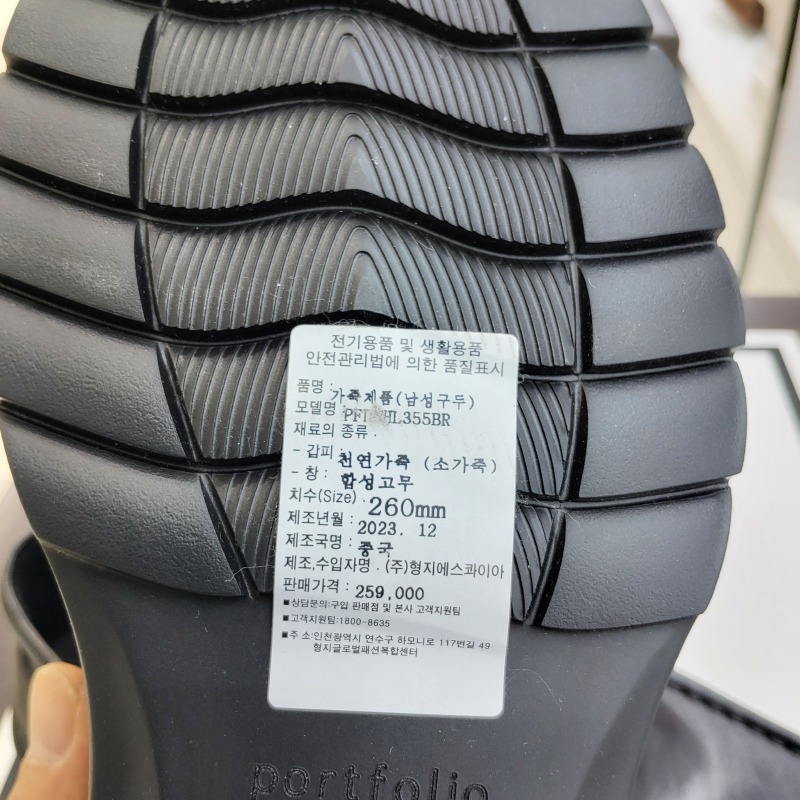 전기용품 및 생활용품
안전관리법에 의한 품질표시
품명 : 가죽제품(남성구두)
모델명
재료의 종류 :
- 갑피 : 천연가죽 (소가죽)
- 창 : 합성고무
치수(Size) : 260mm
제조년월 : 2023. 12
제조국명 : 중국
제조,수입자명 : (주)형지에스콰이아
판매가격 : 259,000
■상담문의:구입 판매점 및 본사 고객지원팀
■고객지원팀:1800-8635
■주 소:인천광역시 연수구 하모니로 117번길 49
형지글로벌패션복합센터
portfolio